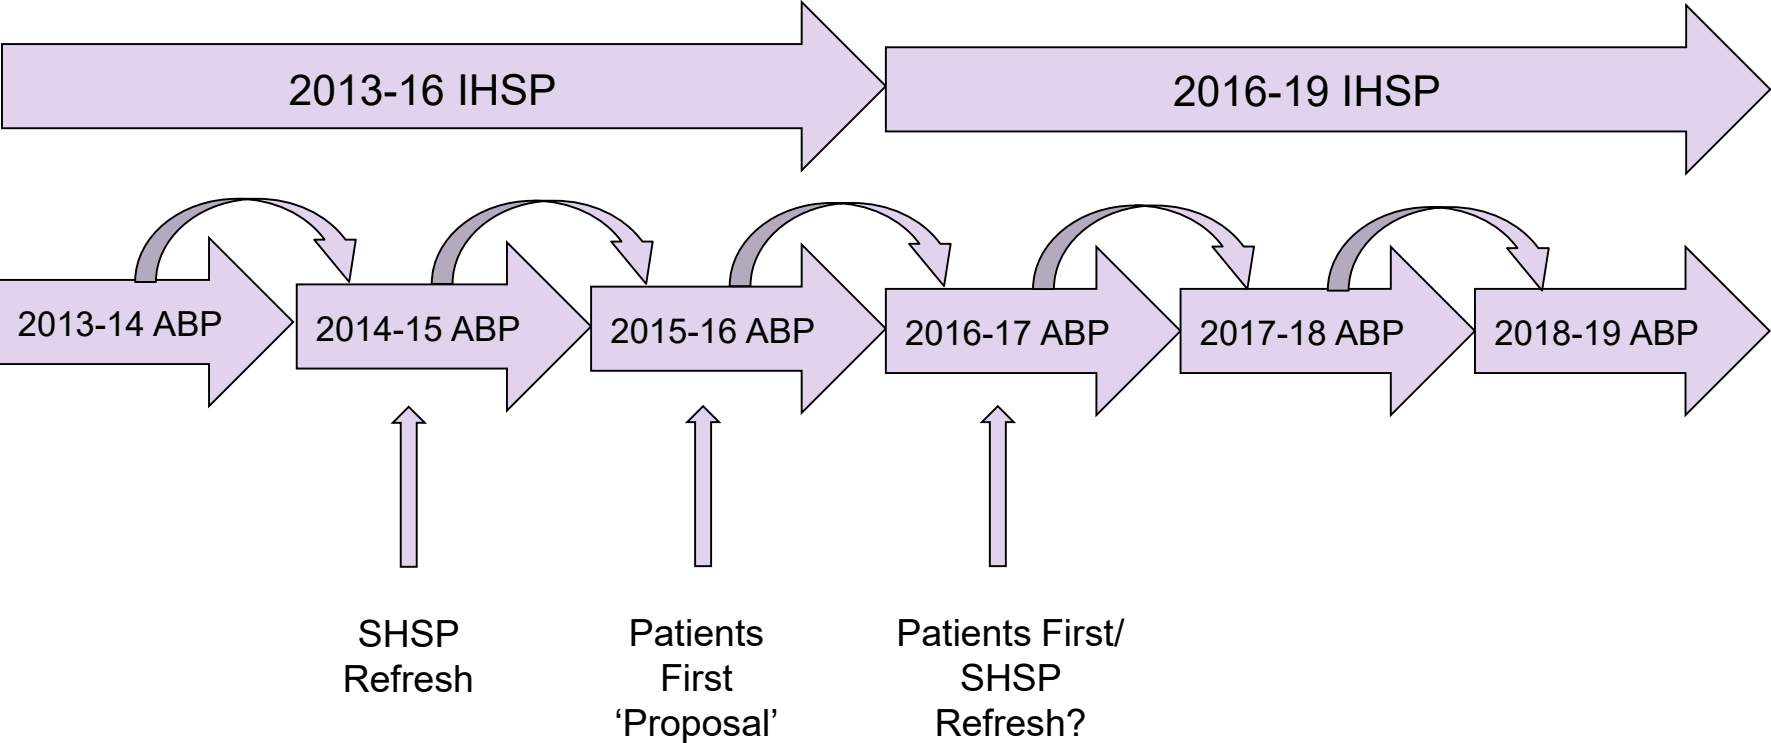 2013-16 IHSP
2016-19 IHSP
2013-14 ABP
2014-15 ABP
2015-16 ABP
2016-17 ABP
2017-18 ABP
2018-19 ABP
SHSP
Refresh
Patients
First
‘Proposal’
Patients First/
SHSP
Refresh?